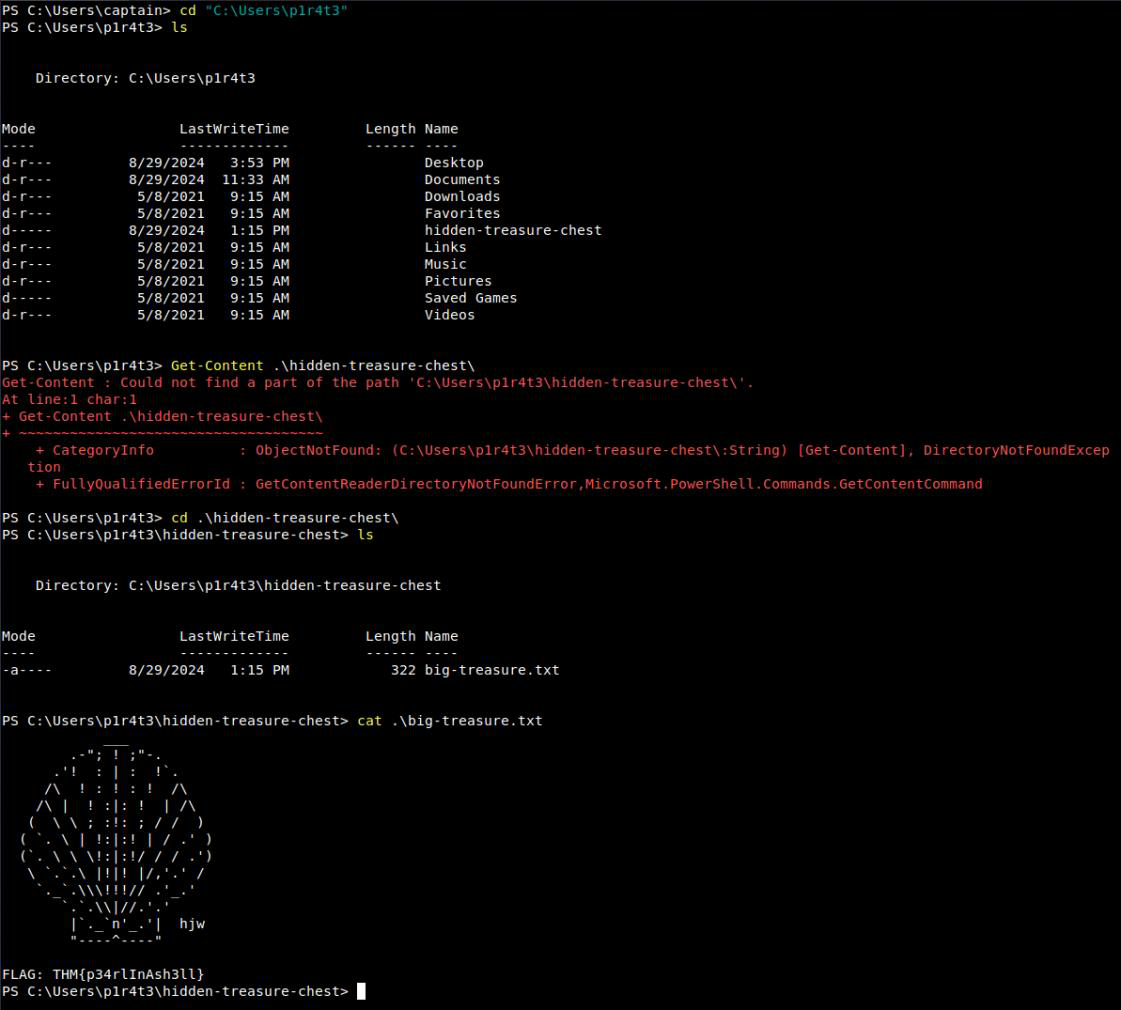 PS C:\Users\captain> cd "C:\Users\p1r4t3"
PS C:\Users\p1r4t3> ls
    Directory: C:\Users\p1r4t3
Mode                 LastWriteTime         Length Name
----                 -------------         ------ ----
d-r---         8/29/2024   3:53 PM                Desktop
d-r---         8/29/2024  11:33 AM                Documents
d-r---          5/8/2021   9:15 AM                Downloads
d-r---          5/8/2021   9:15 AM                Favorites
d-----         8/29/2024   1:15 PM                hidden-treasure-chest
d-r---          5/8/2021   9:15 AM                Links
d-r---          5/8/2021   9:15 AM                Music
d-r---          5/8/2021   9:15 AM                Pictures
d-----          5/8/2021   9:15 AM                Saved Games
d-r---          5/8/2021   9:15 AM                Videos
PS C:\Users\p1r4t3> Get-Content .\hidden-treasure-chest\
Get-Content : Could not find a part of the path 'C:\Users\p1r4t3\hidden-treasure-chest\'.
At line:1 char:1
+ Get-Content .\hidden-treasure-chest\
+ ~~~~~~~~~~~~~~~~~~~~~~~~~~~~~~~~~~~~
    + CategoryInfo          : ObjectNotFound: (C:\Users\p1r4t3\hidden-treasure-chest\:String) [Get-Content], DirectoryNotFoundExcep
   tion
    + FullyQualifiedErrorId : GetContentReaderDirectoryNotFoundError,Microsoft.PowerShell.Commands.GetContentCommand
PS C:\Users\p1r4t3> cd .\hidden-treasure-chest\
PS C:\Users\p1r4t3\hidden-treasure-chest> ls
    Directory: C:\Users\p1r4t3\hidden-treasure-chest
Mode                 LastWriteTime         Length Name
----                 -------------         ------ ----
-a----         8/29/2024   1:15 PM            322 big-treasure.txt
PS C:\Users\p1r4t3\hidden-treasure-chest> cat .\big-treasure.txt
            ___
        .-"; ! ;"-.
      .'!  : | :  !`.
     /\  ! : ! : !  /\
    /\ |  ! :|: !  | /\
   (  \ \ ; :!: ; / /  )
  ( `. \ | !:|:! | / .' )
  (`. \ \ \!:|:!/ / / .')
   \ `.`.\ |!|! |/,'.' /
    `._`.\\\!!!// .'_.'
       `.`.\\|//.'.'
        |`._`n'_.'|  hjw
        "----^----"
FLAG: THM{p34rlInAsh3ll}
PS C:\Users\p1r4t3\hidden-treasure-chest>